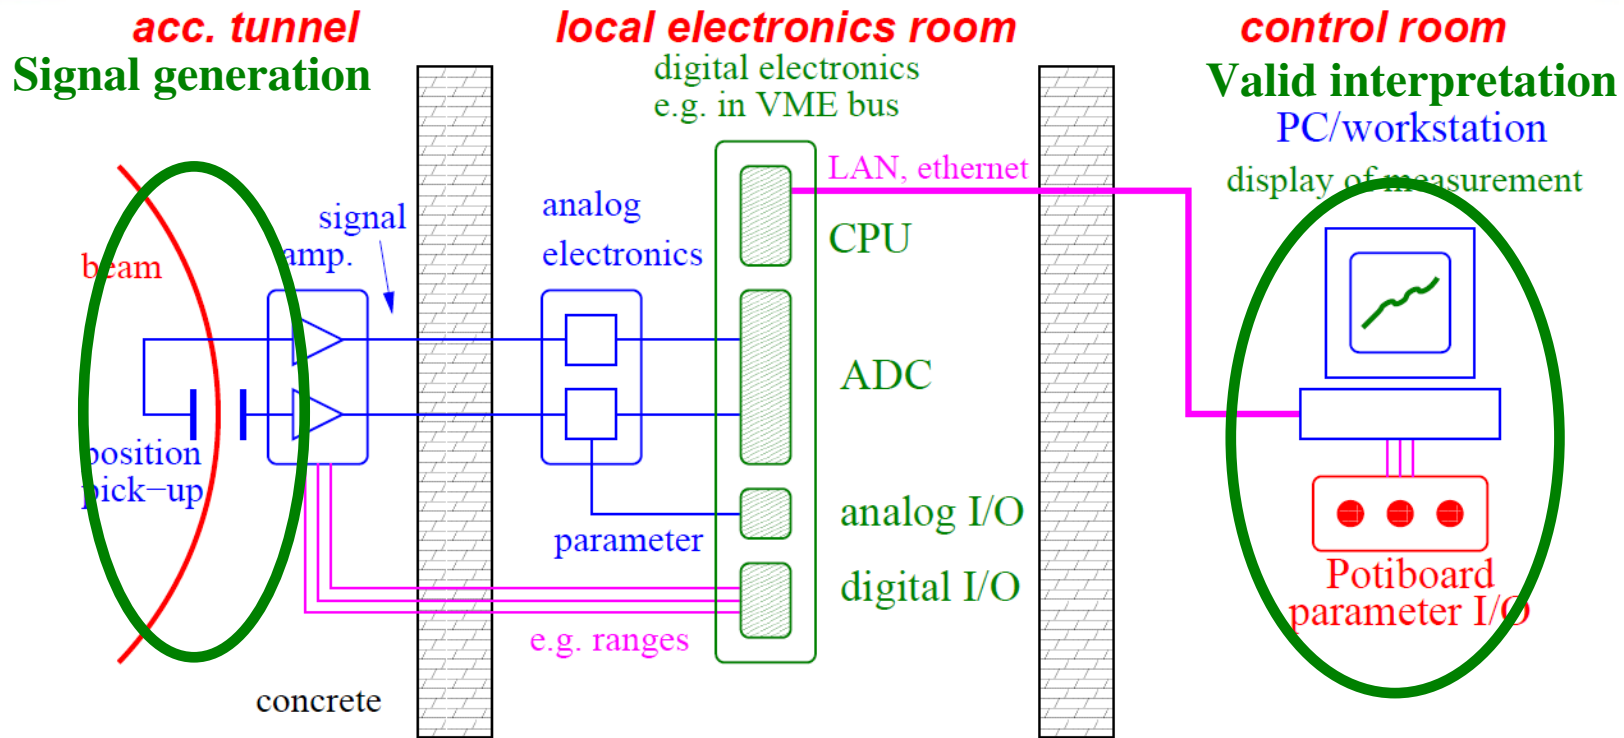 acc. tunnel
Signal generation
local electronics room
digital electronics
e.g. in VME bus
control room
Valid interpretation
PC/workstation
display of measurement
LAN, ethernet
signal
amp.
analog
electronics
CPU
beam
ADC
position
pick-up
parameter
analog I/O
digital I/O
e.g. ranges
Potiboard
parameter I/O
concrete